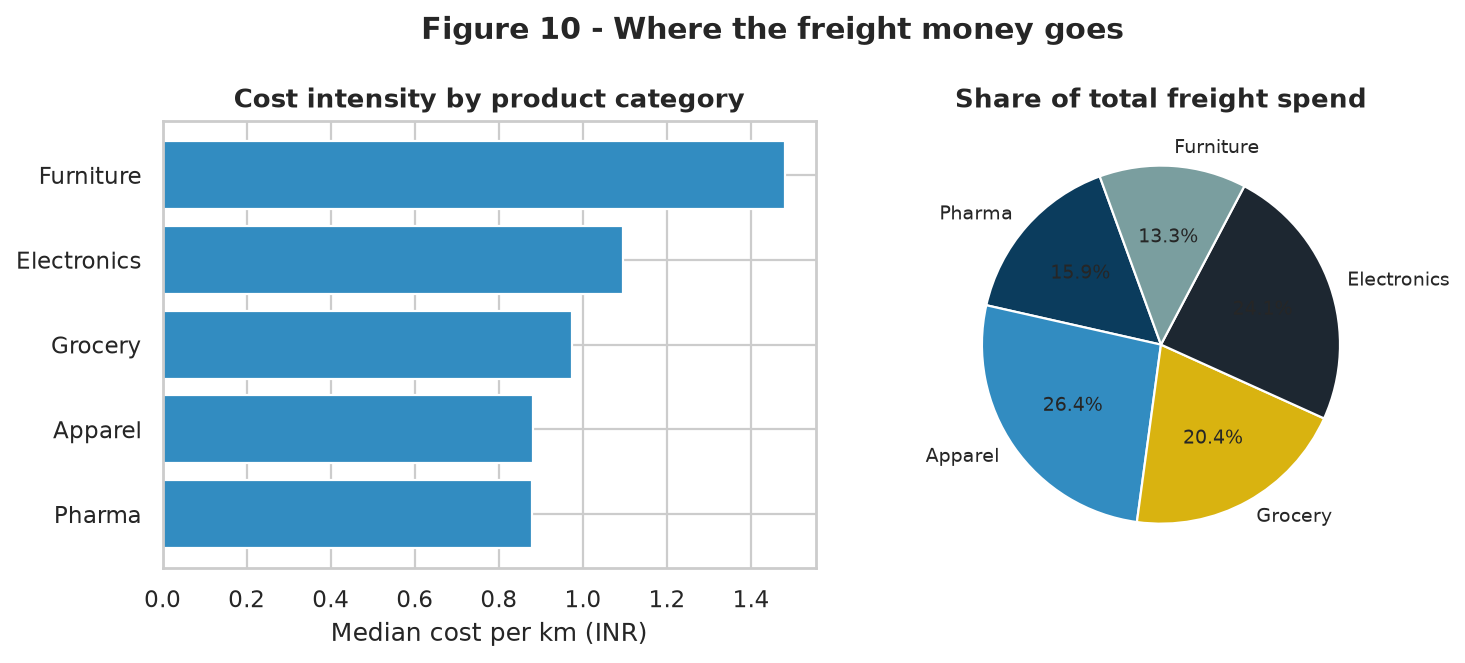 Figure 10 - Where the freight money goes
Cost intensity by product category
Furniture
Electronics
Grocery
Apparel
Pharma
0.0 0.2 0.4 0.6 0.8 1.0 1.2 1.4
Median cost per km (INR)
Share of total freight spend
Furniture
13.3%
Pharma
15.9%
Electronics
Apparel
26.4%
Grocery
20.4%